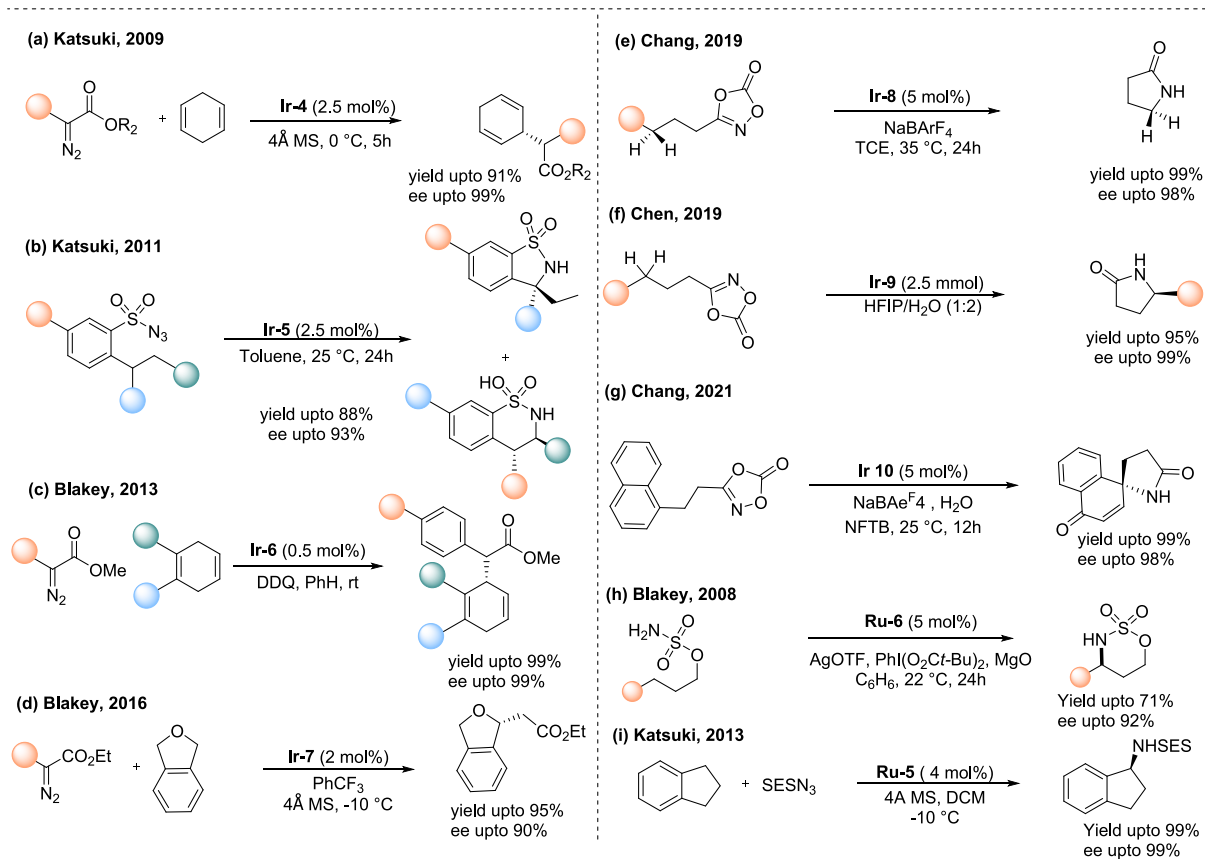 (a) Katsuki, 2009
O
OR2
N2
+
Ir-4 (2.5 mol%)
4Å MS, 0 °C, 5h
CO2R2
yield upto 91%
ee upto 99%
(b) Katsuki, 2011
O O
S
N3
Ir-5 (2.5 mol%)
Toluene, 25 °C, 24h
yield upto 88%
ee upto 93%
O O
S
NH
+
HO O
S
NH
(c) Blakey, 2013
O
OMe
N2
Ir-6 (0.5 mol%)
DDQ, PhH, rt
O
OMe
yield upto 99%
ee upto 99%
(d) Blakey, 2016
CO2Et
N2
+
O
Ir-7 (2 mol%)
PhCF3
4Å MS, -10 °C
O
CO2Et
yield upto 95%
ee upto 90%
(e) Chang, 2019
O
O
O
N
H H
Ir-8 (5 mol%)
NaBArF4
TCE, 35 °C, 24h
O
NH
H
H
yield upto 99%
ee upto 98%
(f) Chen, 2019
H H
N
O
O
O
Ir-9 (2.5 mmol)
HFIP/H2O (1:2)
H
N
O
yield upto 95%
ee upto 99%
(g) Chang, 2021
O
O
O
N
Ir 10 (5 mol%)
NaBAeF4 , H2O
NFTB, 25 °C, 12h
O
N
H
O
yield upto 99%
ee upto 98%
(h) Blakey, 2008
H2N O
S
O
O
Ru-6 (5 mol%)
AgOTF, PhI(O2Ct-Bu)2, MgO
C6H6, 22 °C, 24h
O O
S
HN O
Yield upto 71%
ee upto 92%
(i) Katsuki, 2013
+ SESN3
Ru-5 ( 4 mol%)
4A MS, DCM
-10 °C
NHSES
Yield upto 99%
ee upto 99%